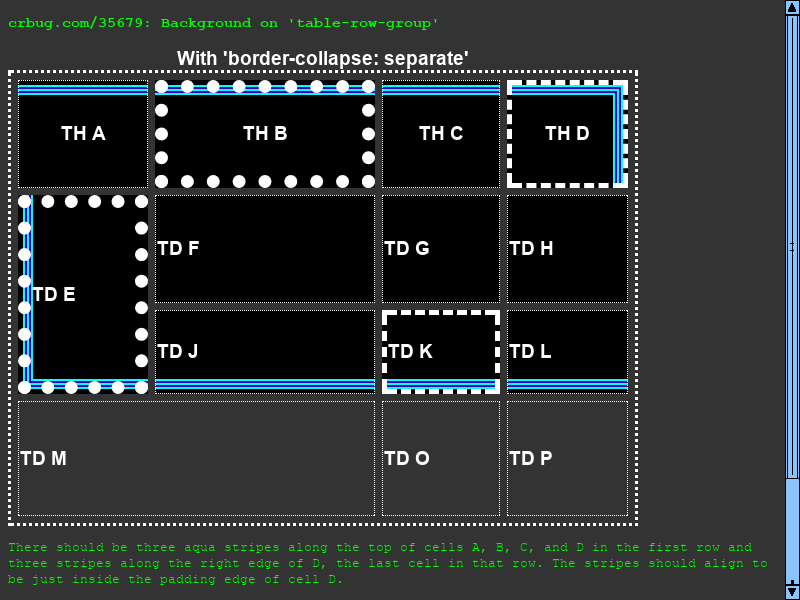 crbug.com/35679: Background on 'table-row-group'
With 'border-collapse: separate'
TH A TH B TH C TH D
TD E TD F TD G TD H
TD J TD K TD L
TD M TD O TD P
There should be three aqua stripes along the top of cells A, B, C, and D in the first row and
three stripes along the right edge of D, the last cell in that row. The stripes should align to
be just inside the padding edge of cell D.